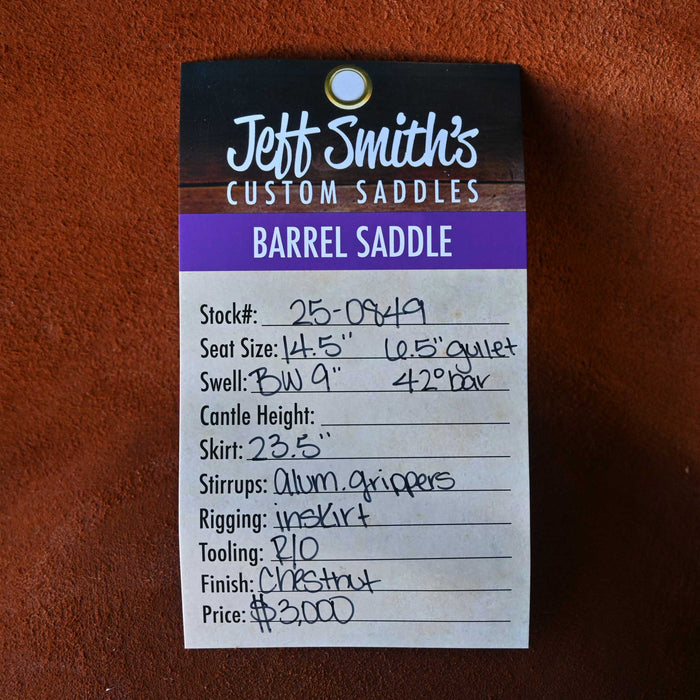 Jeff Smith's
CUSTOM SADDLES
BARREL SADDLE
Stock#: 25-0849
Seat Size: 14.5" 6.5" gullet
Swell: BW 9" 42° bar
Cantle Height:
Skirt: 23.5"
Stirrups: alum. grippers
Rigging: inskirt
Tooling: R/O
Finish: Chestnut
Price: $3,000